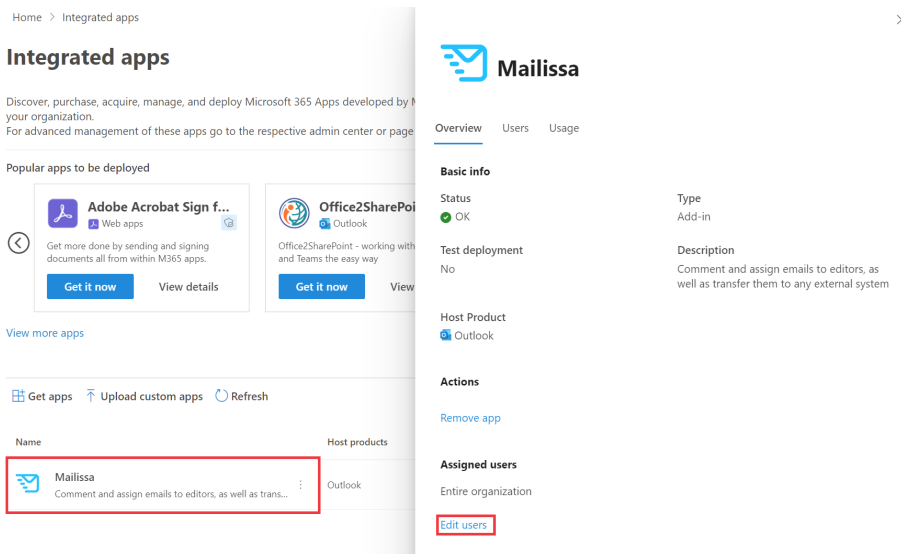 Home > Integrated apps
Integrated apps
Discover, purchase, acquire, manage, and deploy Microsoft 365 Apps developed by
your organization.
For advanced management of these apps go to the respective admin center or page
Popular apps to be deployed
Adobe Acrobat Sign f...
Web apps
Get more done by sending and signing
documents all from within M365 apps.
Get it now
View details
Office2SharePoi
Outlook
Office2SharePoint - working with
and Teams the easy way
Get it now
View
View more apps
Get apps
Upload custom apps
Refresh
Name
Host products
Mailissa
Comment and assign emails to editors, as well as trans...
Outlook
Mailissa
Overview
Users
Usage
Basic info
Status
OK
Type
Add-in
Test deployment
No
Description
Comment and assign emails to editors, as
well as transfer them to any external system
Host Product
Outlook
Actions
Remove app
Assigned users
Entire organization
Edit users